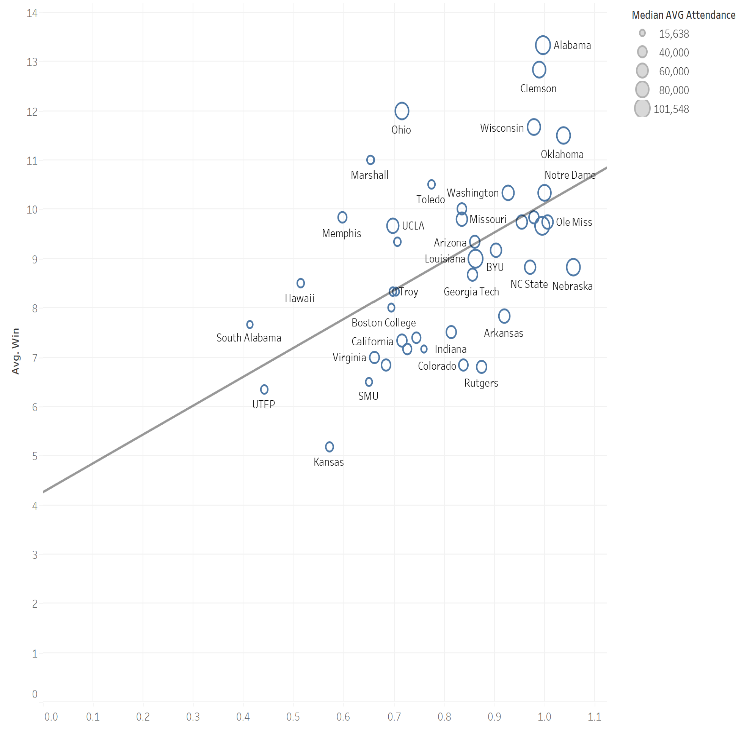 Median AVG Attendance
15,638
40,000
60,000
80,000
101,548
14
13
12
11
10
9
8
7
6
5
4
3
2
1
0
Avg. Win
Alabama
Clemson
Ohio
Wisconsin
Oklahoma
Marshall
Notre Dame
Toledo
Washington
Memphis
UCLA
Missouri
Ole Miss
Arizona
Louisiana
BYU
Georgia Tech
NC State
Nebraska
Hawaii
Troy
Boston College
South Alabama
California
Arkansas
Virginia
Indiana
Colorado
Rutgers
SMU
UTEP
Kansas
0.0 0.1 0.2 0.3 0.4 0.5 0.6 0.7 0.8 0.9 1.0 1.1